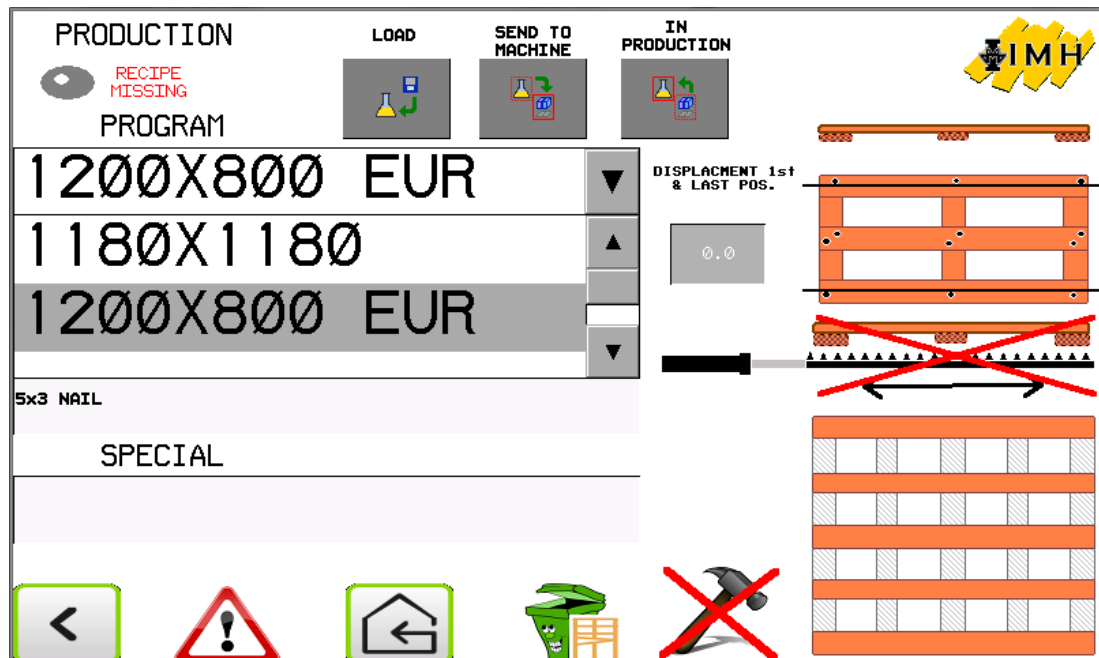 PRODUCTION
RECIPE
MISSING
PROGRAM
LOAD
SEND TO
MACHINE
IN
PRODUCTION
IMH
1200X800 EUR
1180X1180
1200X800 EUR
5x3 NAIL
SPECIAL
DISPLACMENT 1st
& LAST POS.
0.0